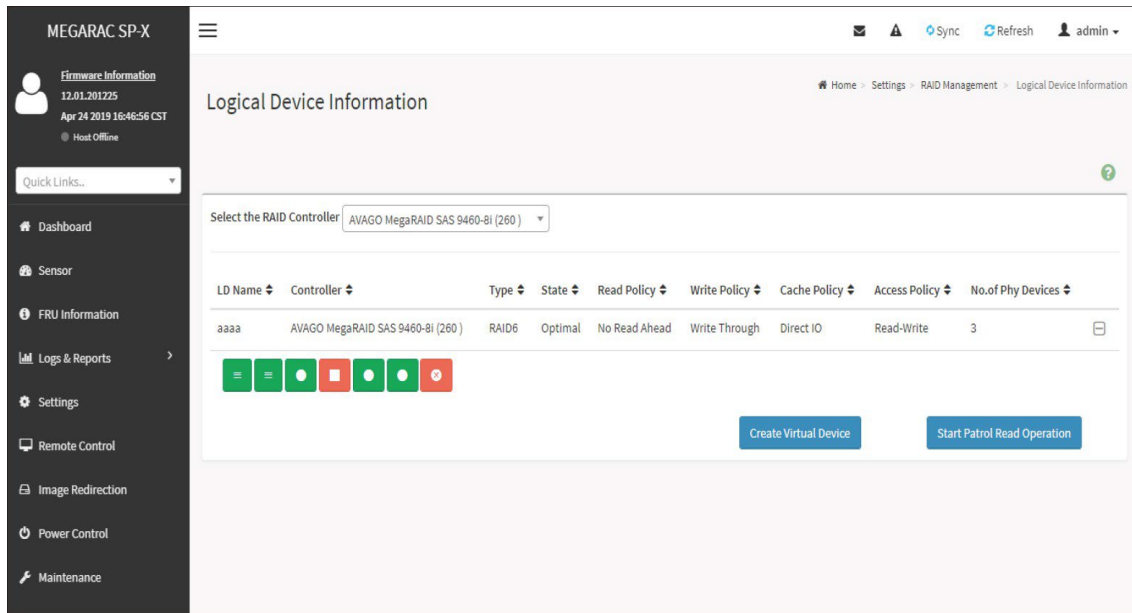 MEGARAC SP-X
Sync
Refresh
admin
Firmware Information
12.01.201225
Apr 24 2019 16:46:56 CST
Host Offline
Logical Device Information
Home > Settings > RAID Management > Logical Device Information
Quick Links..
Select the RAID Controller AVAGO MegaRAID SAS 9460-8i (260 )
Dashboard
Sensor
FRU Information
Logs & Reports
Settings
Remote Control
Image Redirection
Power Control
Maintenance
LD Name Controller Type State Read Policy Write Policy Cache Policy Access Policy No.of Phy Devices
aaaa AVAGO MegaRAID SAS 9460-8i (260 ) RAID6 Optimal No Read Ahead Write Through Direct IO Read-Write 3
Create Virtual Device Start Patrol Read Operation